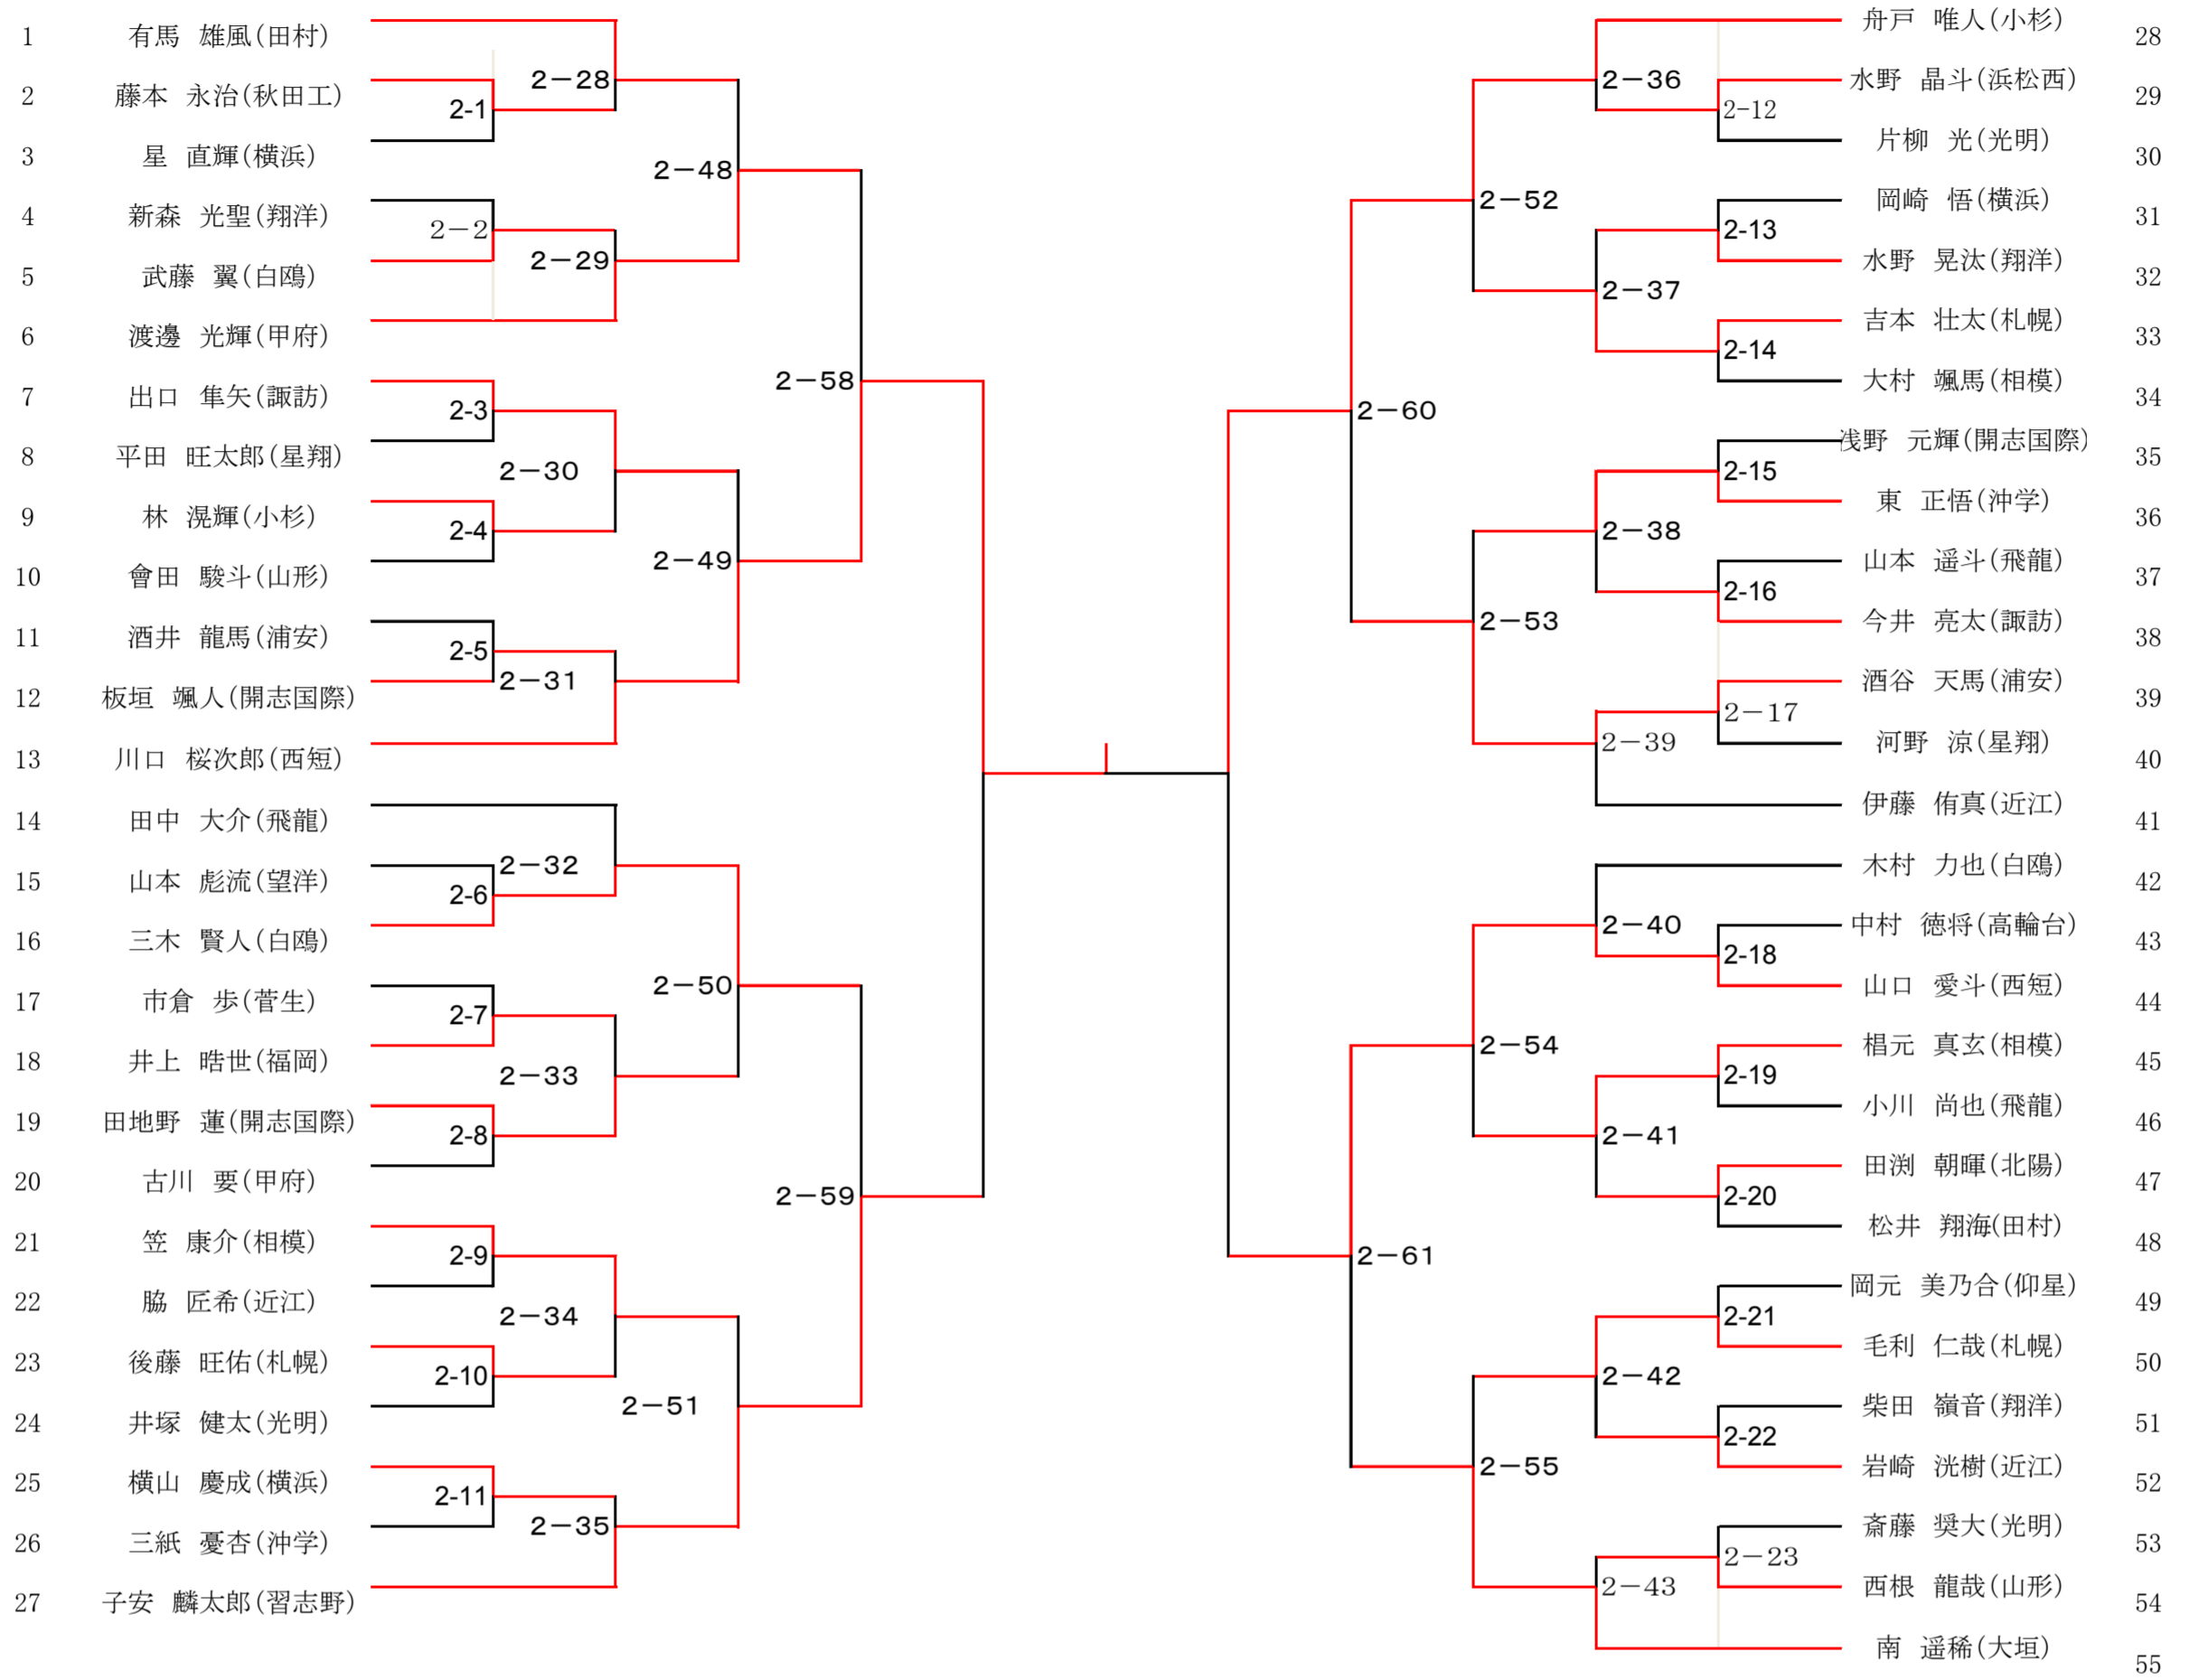 1 有馬 雄風(田村)
2 藤本 永治(秋田工)
3 星 直輝(横浜)
4 新森 光聖(翔洋)
5 武藤 翼(白鴎)
6 渡邊 光輝(甲府)
7 出口 隼矢(諏訪)
8 平田 旺太郎(星翔)
9 林 滉輝(小杉)
10 會田 駿斗(山形)
11 酒井 龍馬(浦安)
12 板垣 颯人(開志国際)
13 川口 桜次郎(西短)
14 田中 大介(飛龍)
15 山本 彪流(望洋)
16 三木 賢人(白鴎)
17 市倉 歩(菅生)
18 井上 晧世(福岡)
19 田地野 蓮(開志国際)
20 古川 要(甲府)
21 笠 康介(相模)
22 脇 匠希(近江)
23 後藤 旺佑(札幌)
24 井塚 健太(光明)
25 横山 慶成(横浜)
26 三紙 憂杏(沖学)
27 子安 麟太郎(習志野)
2-1
2-2
2-3
2-4
2-5
2-6
2-7
2-8
2-9
2-10
2-11
2-28
2-29
2-30
2-31
2-32
2-33
2-34
2-35
2-48
2-49
2-50
2-51
2-58
2-59
2-60
2-61
2-52
2-53
2-54
2-55
2-36
2-37
2-38
2-39
2-40
2-41
2-42
2-43
2-12
2-13
2-14
2-15
2-16
2-17
2-18
2-19
2-20
2-21
2-22
2-23
舟戸 唯人(小杉) 28
水野 晶斗(浜松西) 29
片柳 光(光明) 30
岡崎 悟(横浜) 31
水野 晃汰(翔洋) 32
吉本 壮太(札幌) 33
大村 颯馬(相模) 34
浅野 元輝(開志国際) 35
東 正悟(沖学) 36
山本 遥斗(飛龍) 37
今井 亮太(諏訪) 38
酒谷 天馬(浦安) 39
河野 涼(星翔) 40
伊藤 侑真(近江) 41
木村 力也(白鴎) 42
中村 徳将(高輪台) 43
山口 愛斗(西短) 44
椙元 真玄(相模) 45
小川 尚也(飛龍) 46
田渕 朝暉(北陽) 47
松井 翔海(田村) 48
岡元 美乃合(仰星) 49
毛利 仁哉(札幌) 50
柴田 嶺音(翔洋) 51
岩崎 洸樹(近江) 52
斎藤 奨大(光明) 53
西根 龍哉(山形) 54
南 遥稀(大垣) 55